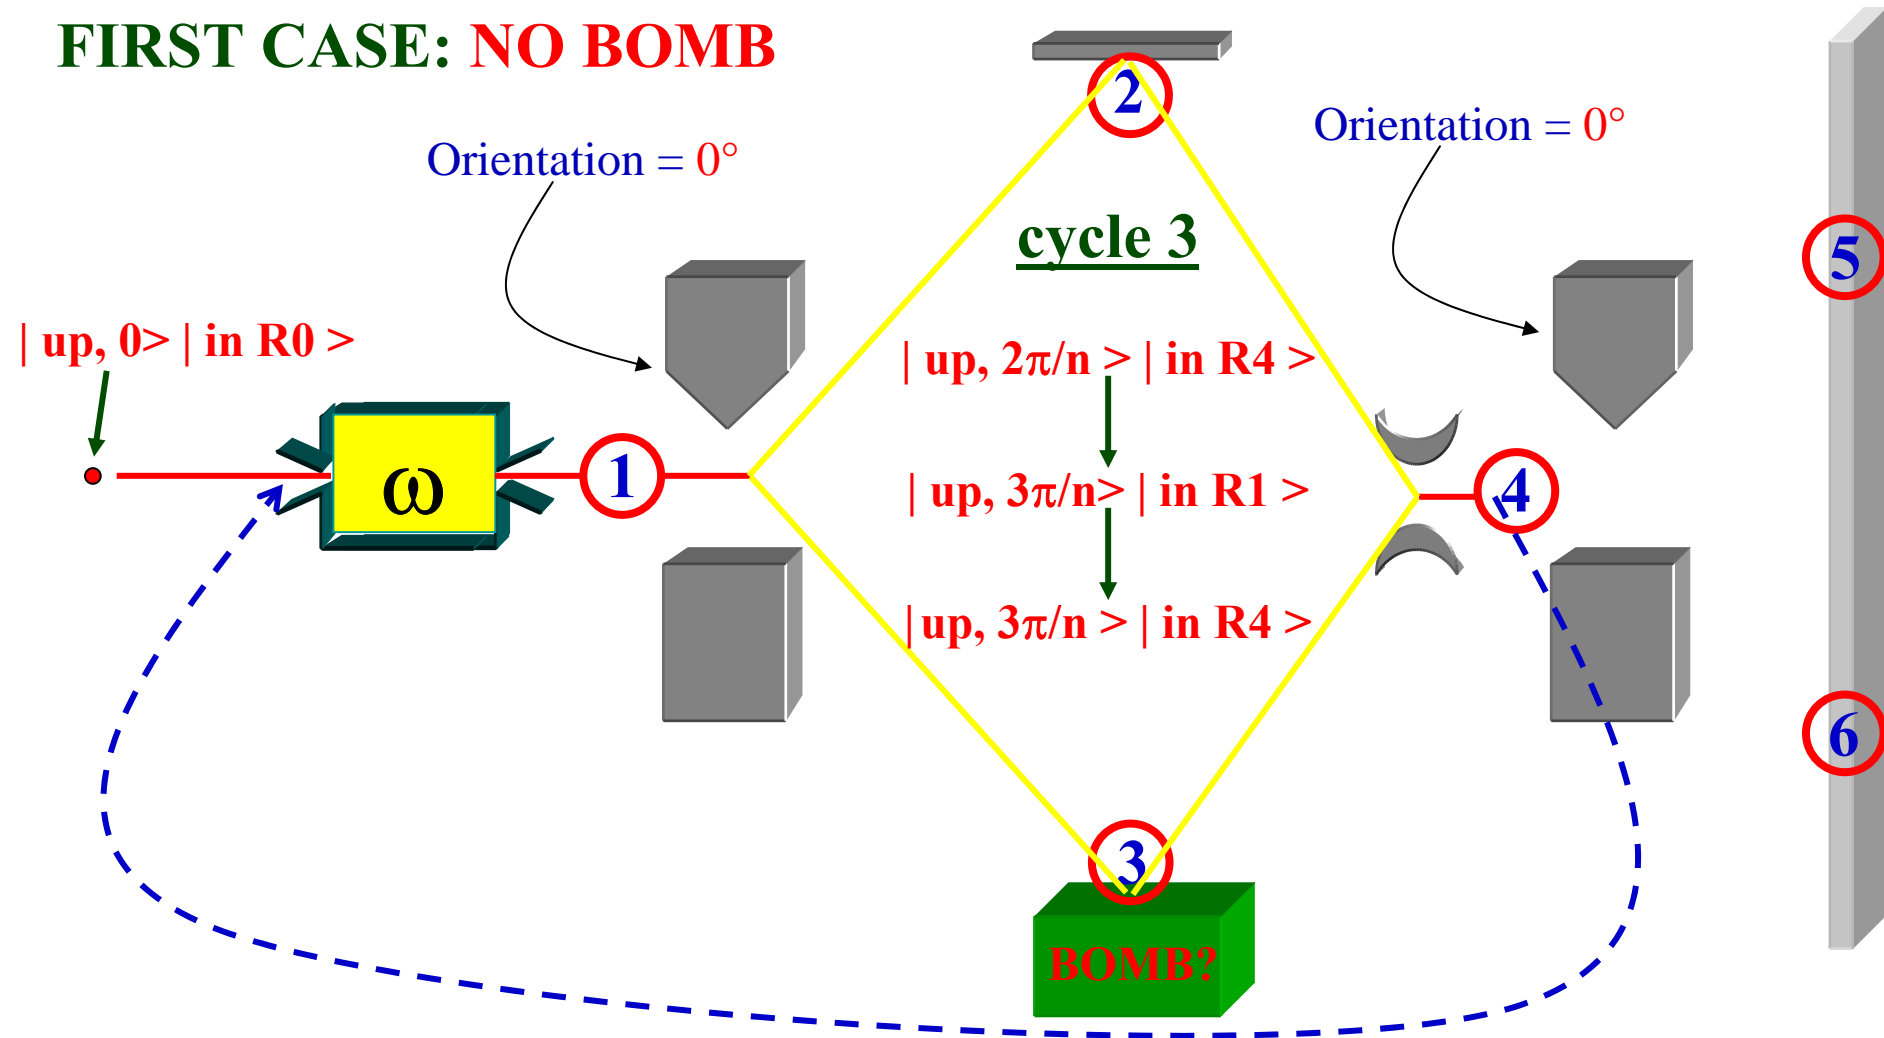 FIRST CASE: NO BOMB
2
Orientation = 0°
Orientation = 0°
cycle 3
5
| up, 0> | in R0 >
| up, 2π/n > | in R4 >
ω
1
| up, 3π/n> | in R1 >
4
| up, 3π/n > | in R4 >
6
3
BOMB?